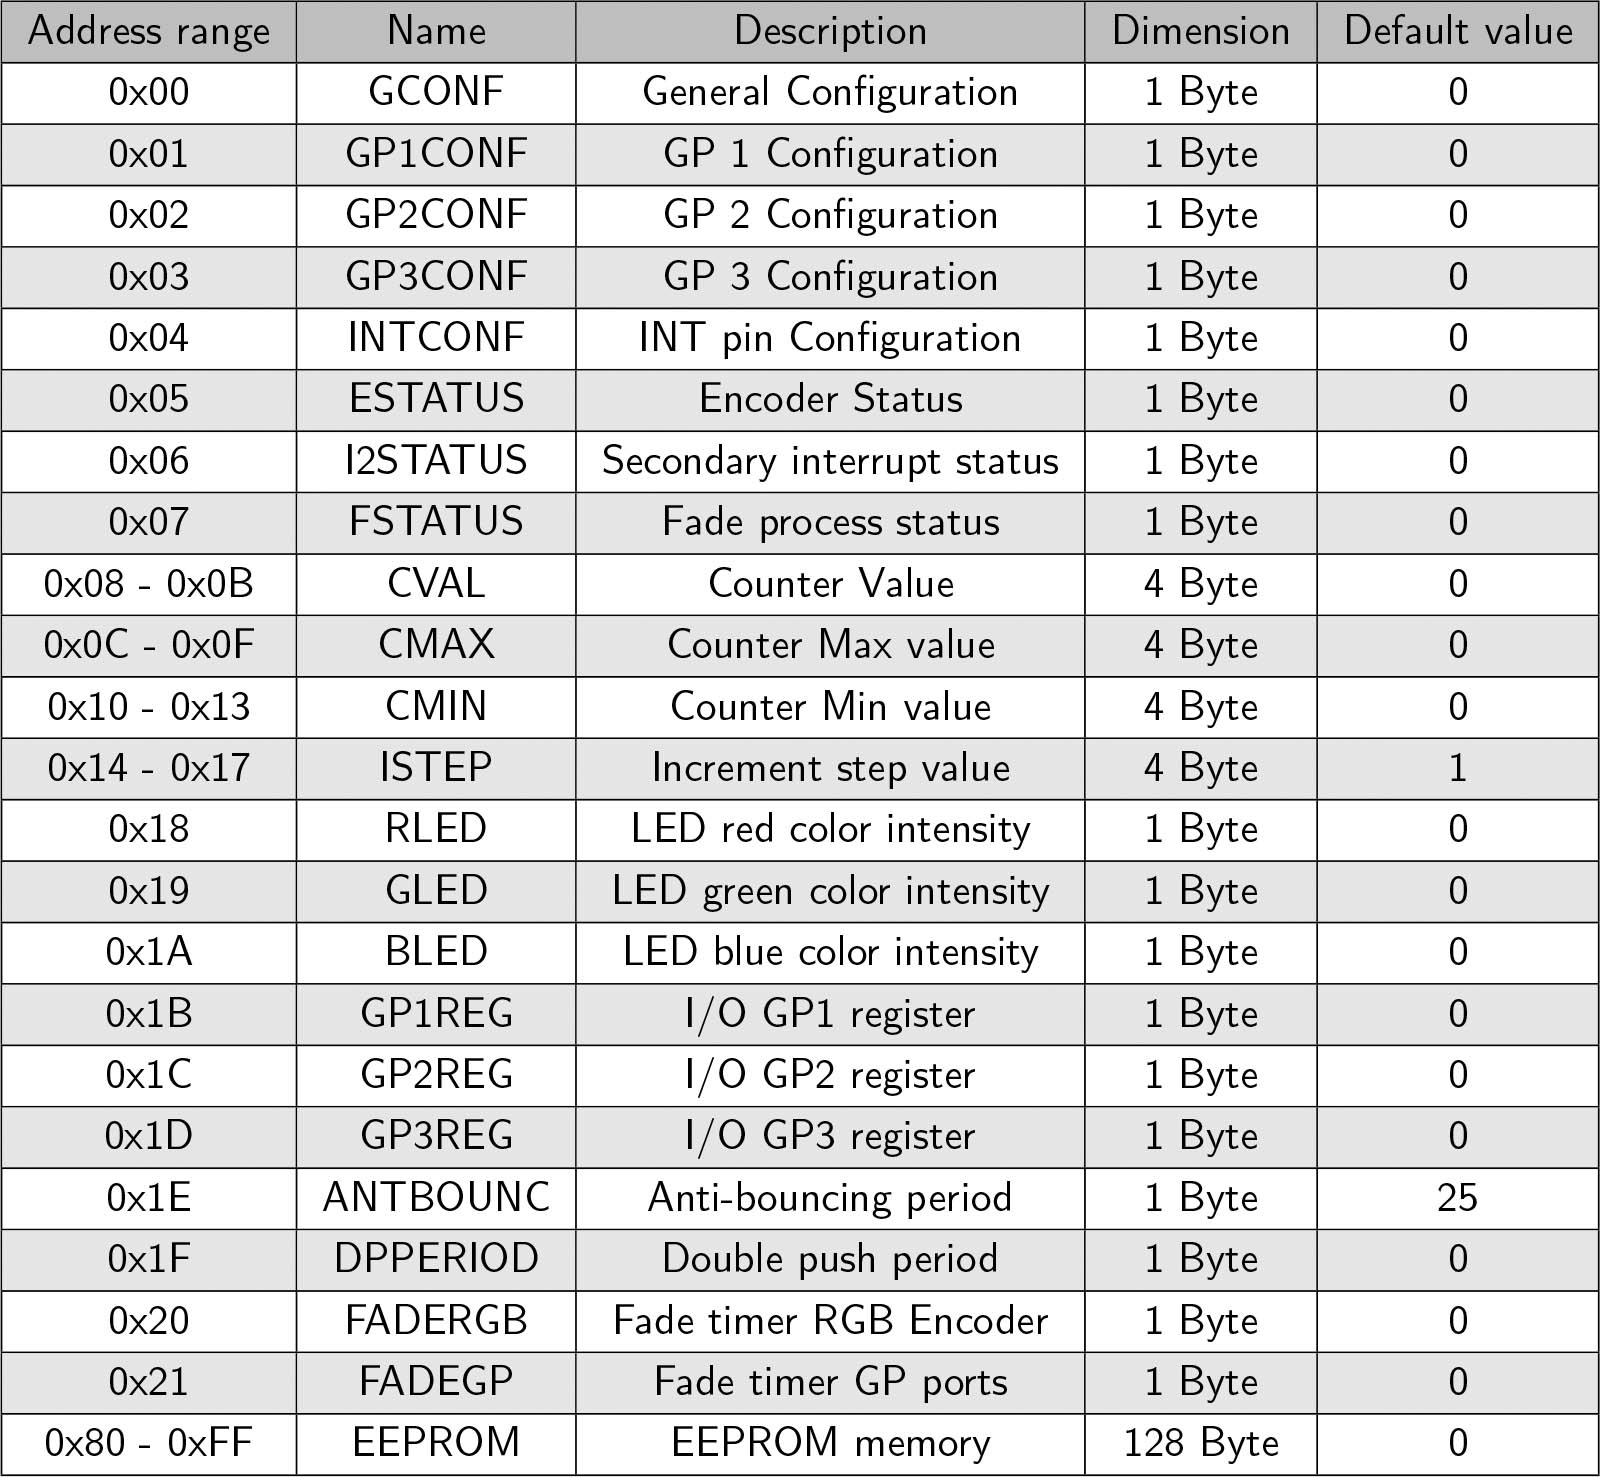 Address range Name Description Dimension Default value
0x00 GCONF General Configuration 1 Byte 0
0x01 GP1CONF GP 1 Configuration 1 Byte 0
0x02 GP2CONF GP 2 Configuration 1 Byte 0
0x03 GP3CONF GP 3 Configuration 1 Byte 0
0x04 INTCONF INT pin Configuration 1 Byte 0
0x05 ESTATUS Encoder Status 1 Byte 0
0x06 I2STATUS Secondary interrupt status 1 Byte 0
0x07 FSTATUS Fade process status 1 Byte 0
0x08 - 0x0B CVAL Counter Value 4 Byte 0
0x0C - 0x0F CMAX Counter Max value 4 Byte 0
0x10 - 0x13 CMIN Counter Min value 4 Byte 0
0x14 - 0x17 ISTEP Increment step value 4 Byte 1
0x18 RLED LED red color intensity 1 Byte 0
0x19 GLED LED green color intensity 1 Byte 0
0x1A BLED LED blue color intensity 1 Byte 0
0x1B GP1REG I/O GP1 register 1 Byte 0
0x1C GP2REG I/O GP2 register 1 Byte 0
0x1D GP3REG I/O GP3 register 1 Byte 0
0x1E ANTBOUNC Anti-bouncing period 1 Byte 25
0x1F DPPERIOD Double push period 1 Byte 0
0x20 FADERGB Fade timer RGB Encoder 1 Byte 0
0x21 FADEGP Fade timer GP ports 1 Byte 0
0x80 - 0xFF EEPROM EEPROM memory 128 Byte 0